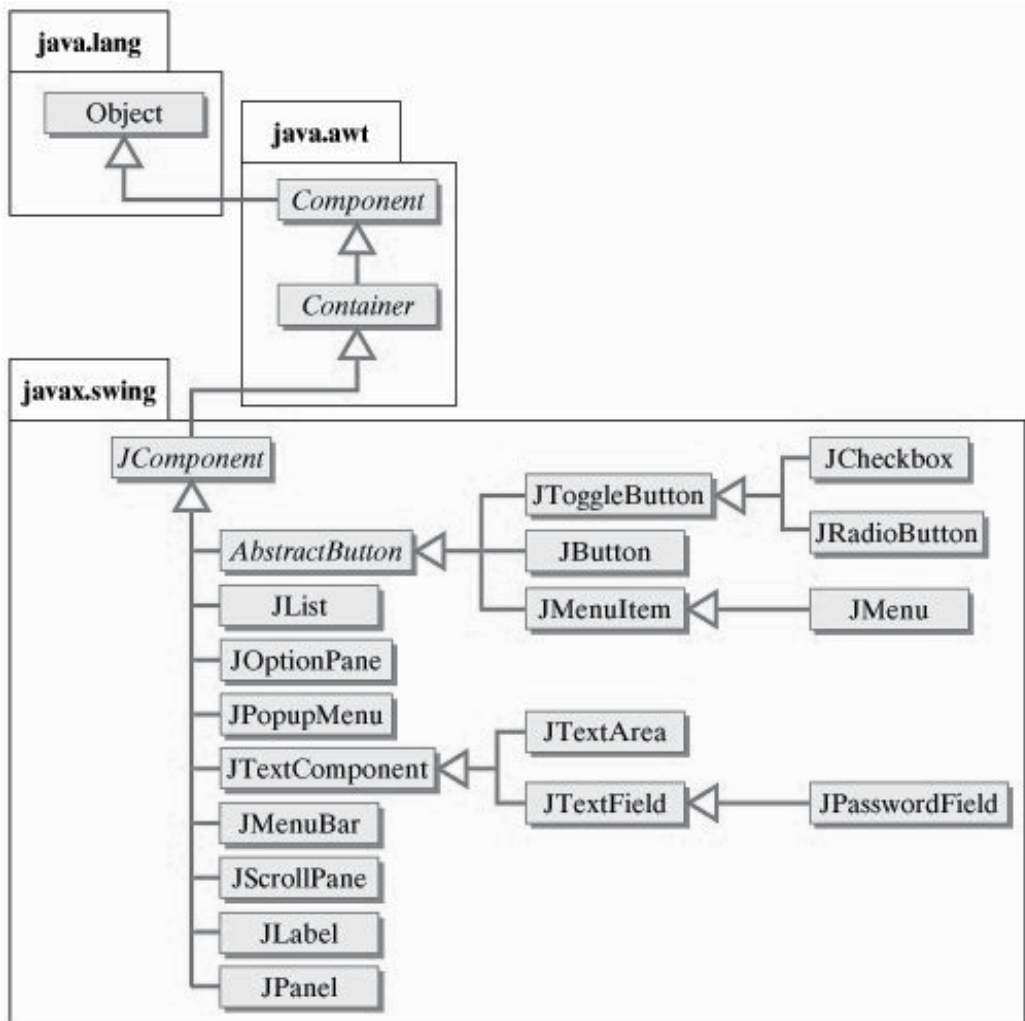 java.lang
Object
java.awt
Component
Container
javax.swing
JComponent
JCheckbox
JToggleButton
JRadioButton
AbstractButton
JButton
JList
JMenuItem
JMenu
JOptionPane
JPopupMenu
JTextArea
JTextComponent
JTextField
JPasswordField
JMenuBar
JScrollPane
JLabel
JPanel